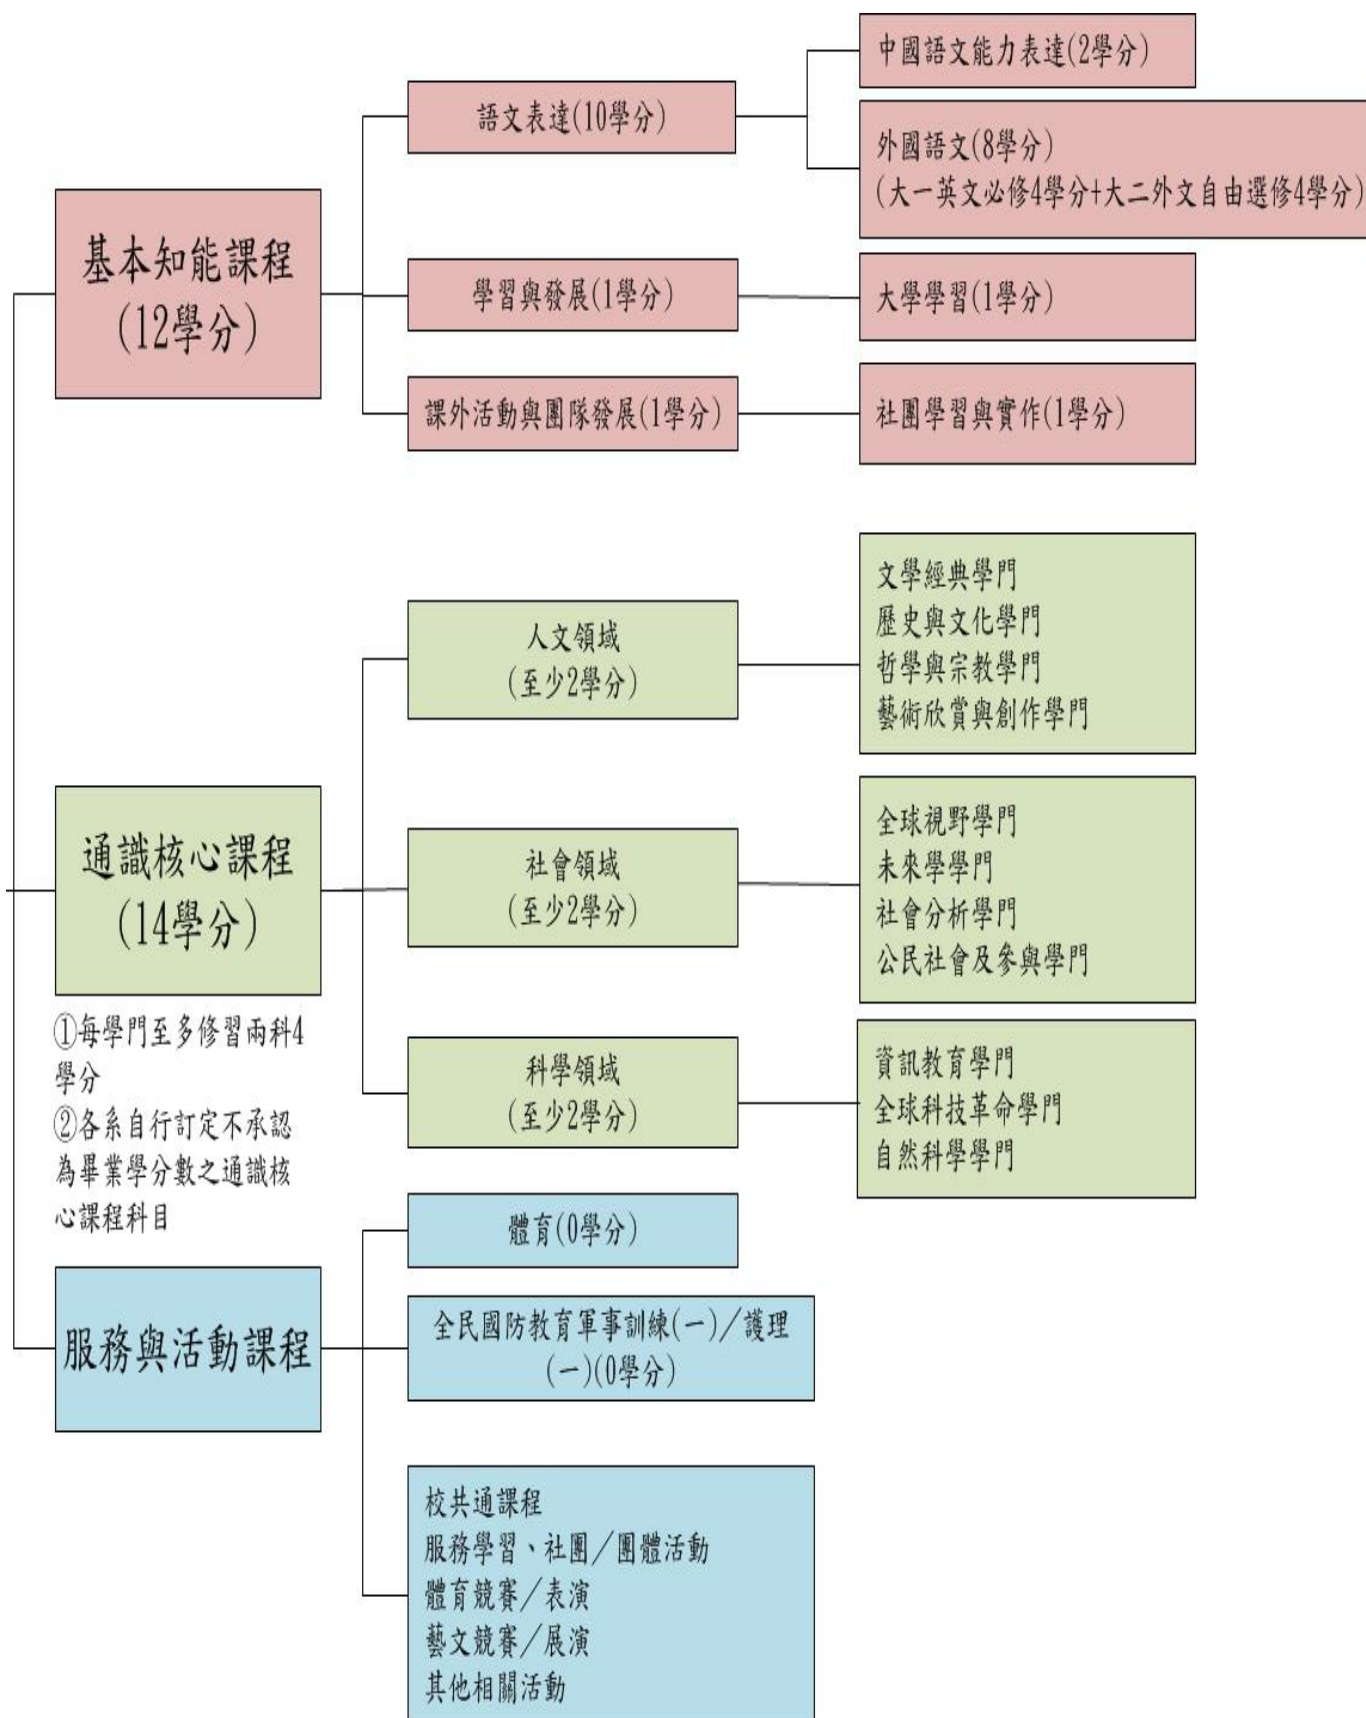 基本知能課程
(12學分)
語文表達(10學分)
中國語文能力表達(2學分)
外國語文(8學分)
(大一英文必修4學分+大二外文自由選修4學分)
學習與發展(1學分)
大學學習(1學分)
課外活動與團隊發展(1學分)
社團學習與實作(1學分)
通識核心課程
(14學分)
①每學門至多修習兩科4
學分
②各系自行訂定不承認
為畢業學分數之通識核
心課程科目
人文領域
(至少2學分)
文學經典學門
歷史與文化學門
哲學與宗教學門
藝術欣賞與創作學門
社會領域
(至少2學分)
全球視野學門
未來學學門
社會分析學門
公民社會及參與學門
科學領域
(至少2學分)
資訊教育學門
全球科技革命學門
自然科學學門
服務與活動課程
體育(0學分)
全民國防教育軍事訓練(一)/護理
(一)(0學分)
校共通課程
服務學習、社團/團體活動
體育競賽/表演
藝文競賽/展演
其他相關活動